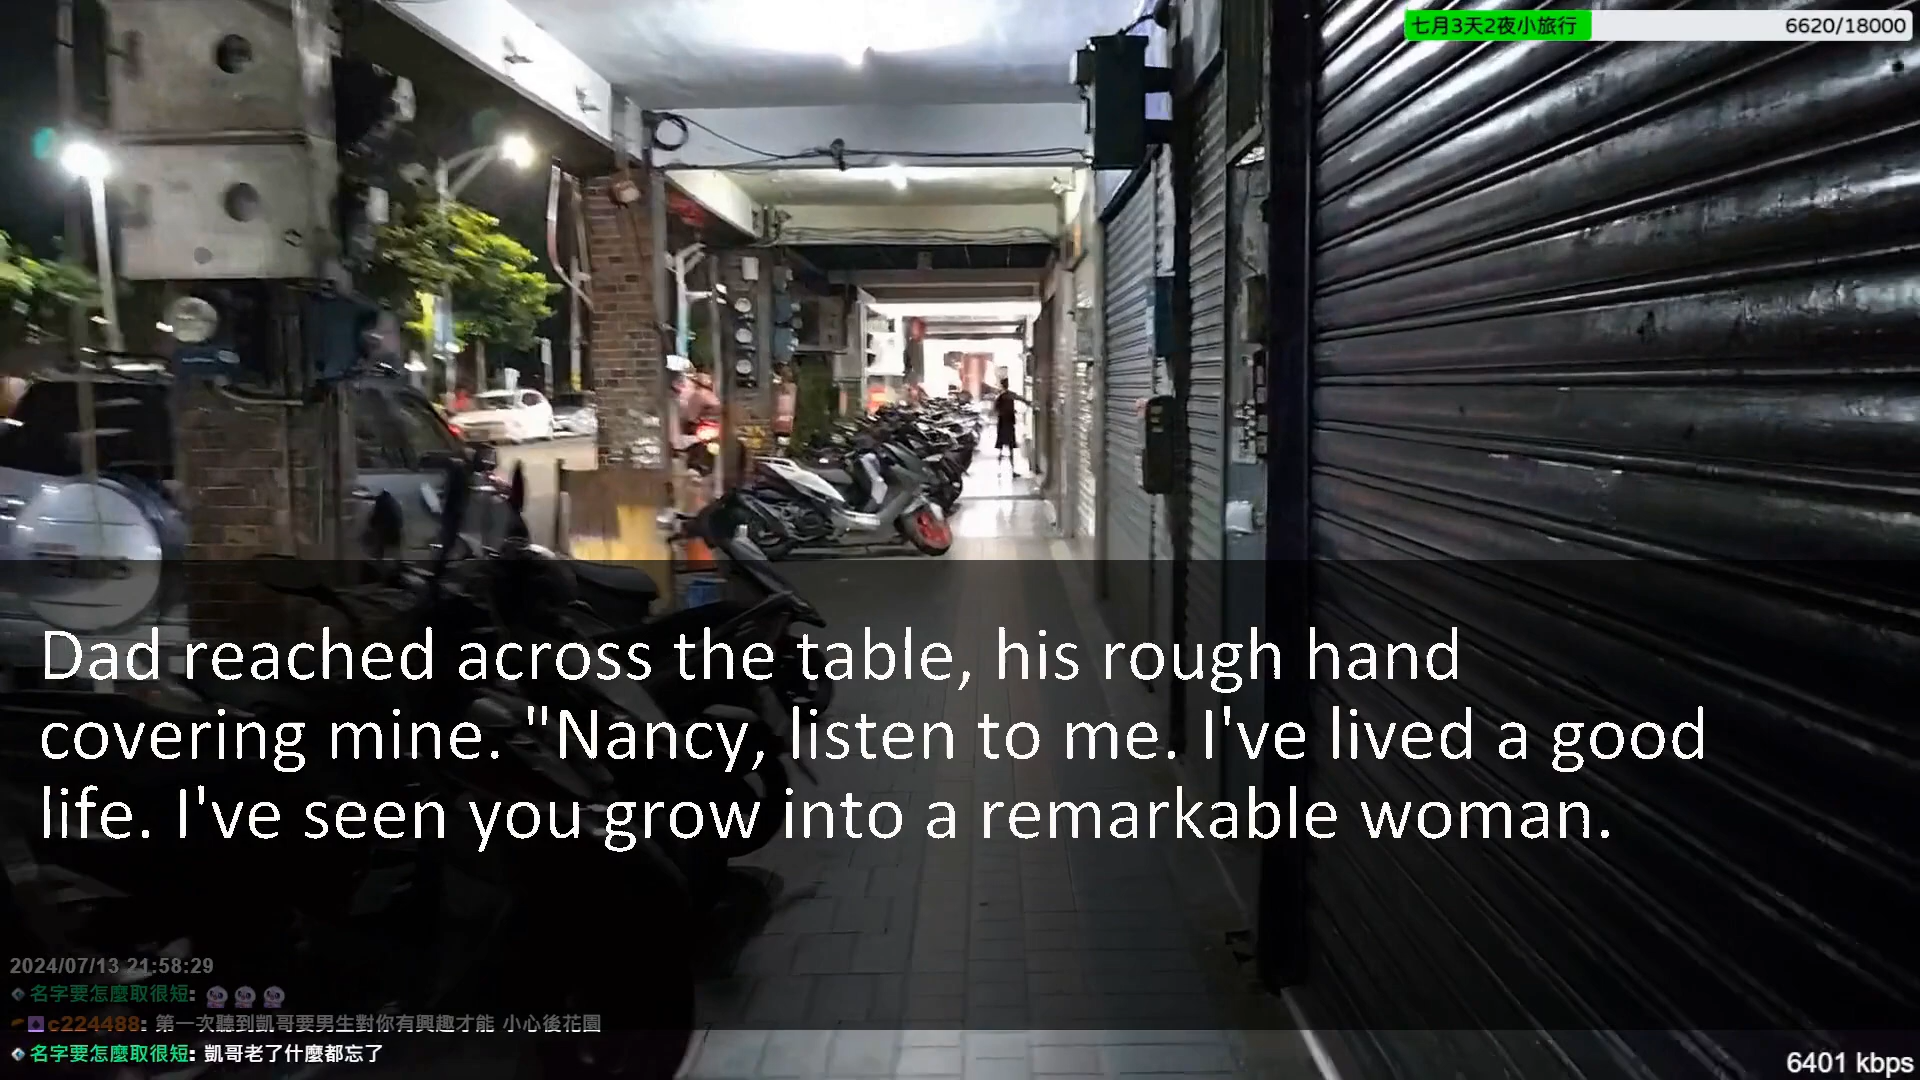 七月3天2夜小旅行 6620/18000
Dad reached across the table, his rough hand
covering mine. "Nancy, listen to me. I've lived a good
life. I've seen you grow into a remarkable woman.
2024/07/13 21:58:29
名字要怎麼取很短:
c224488: 第一次聽到凱哥要男生對你有興趣才能 小心後花園
名字要怎麼取很短: 凱哥老了什麼都忘了
6401 kbps